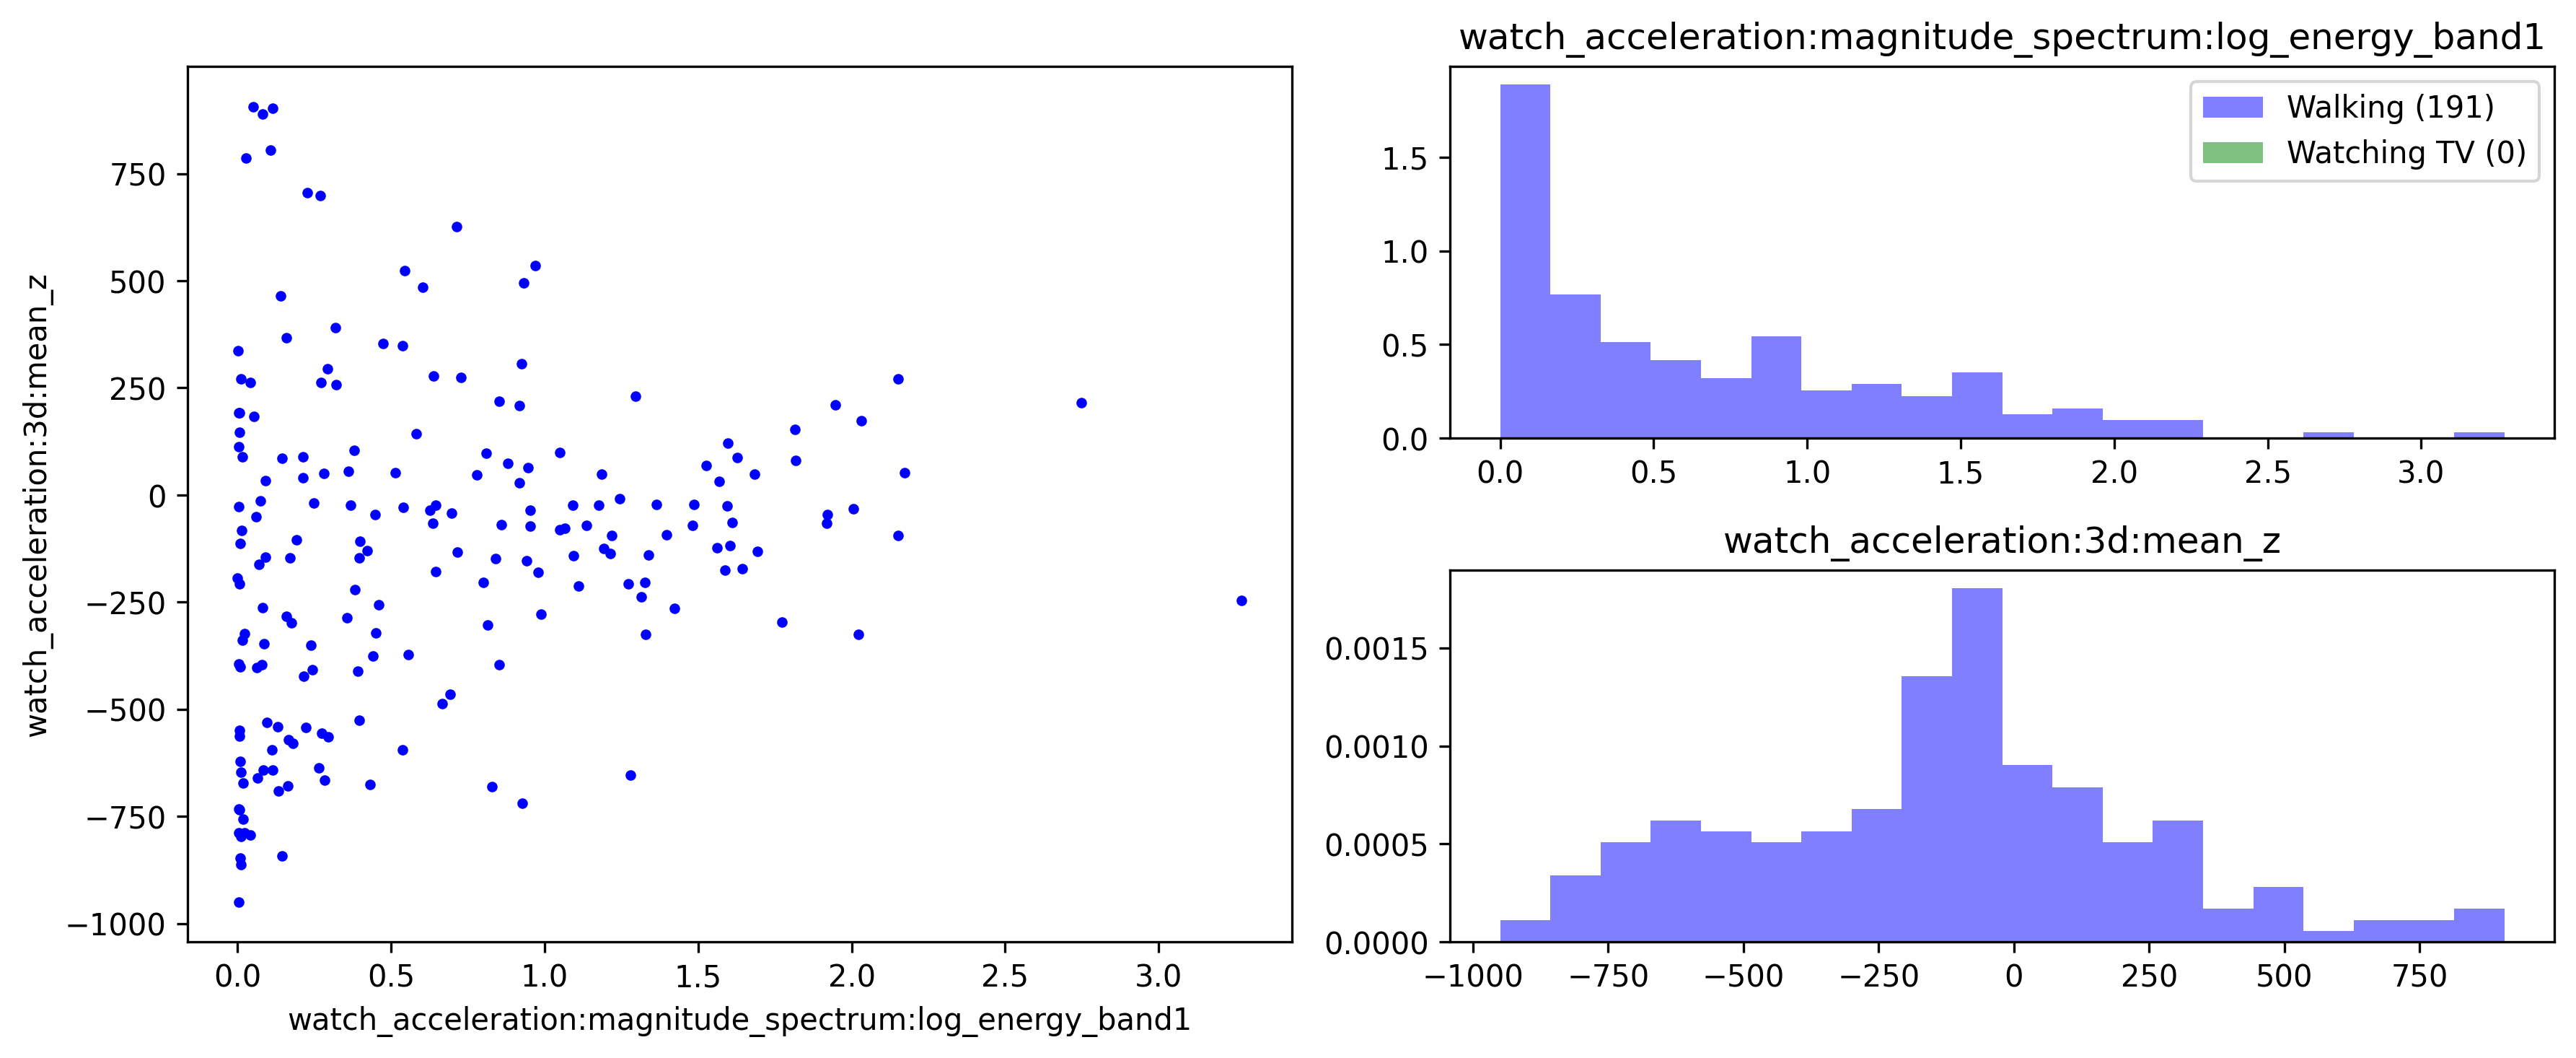 watch_acceleration:3d:mean_z
750
500
250
0
−250
−500
−750
−1000
0.0 0.5 1.0 1.5 2.0 2.5 3.0
watch_acceleration:magnitude_spectrum:log_energy_band1
watch_acceleration:magnitude_spectrum:log_energy_band1
Walking (191)
Watching TV (0)
1.5
1.0
0.5
0.0
0.0 0.5 1.0 1.5 2.0 2.5 3.0
watch_acceleration:3d:mean_z
0.0015
0.0010
0.0005
0.0000
−1000 −750 −500 −250 0 250 500 750